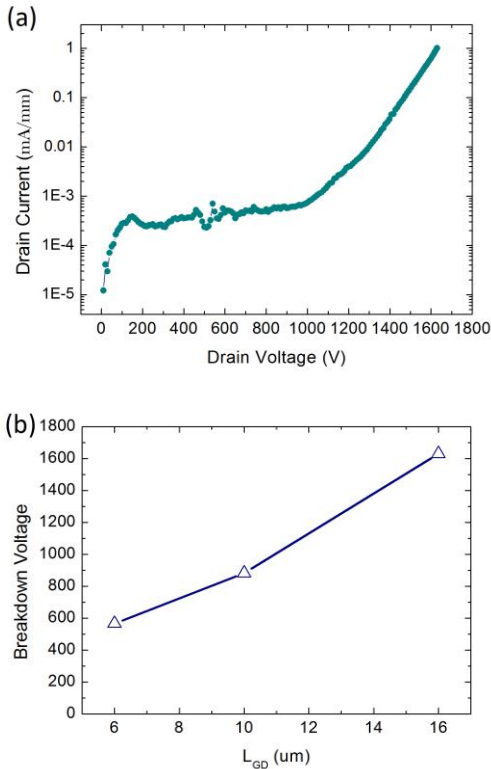 (a)
1
0.1
0.01
1E-3
1E-4
1E-5
Drain Current (mA/mm)
0 200 400 600 800 1000 1200 1400 1600 1800
Drain Voltage (V)
(b)
1800
1600
1400
1200
1000
800
600
400
200
0
Breakdown Voltage
6 8 10 12 14 16
L_GD (um)